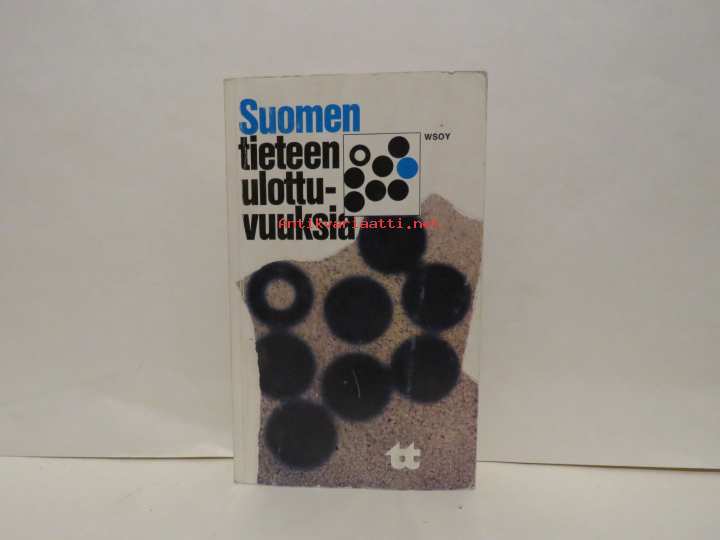 Suomen
tieteen
ulottu-
vuuksia
WSOY
Antikvariaatti.net
tt